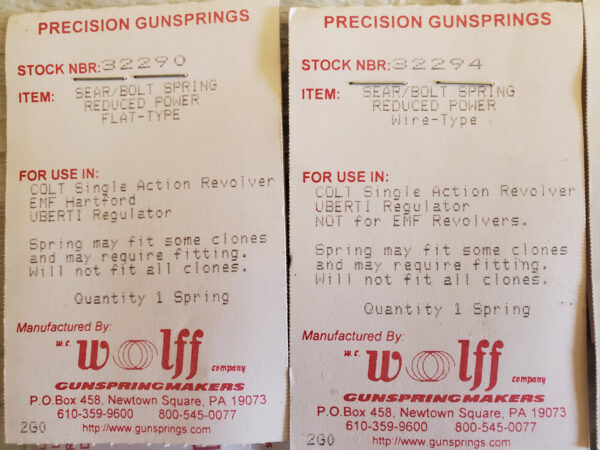 PRECISION GUNSPRINGS
STOCK NBR: 32290
ITEM: SEAR/BOLT SPRING
REDUCED POWER
FLAT-TYPE
FOR USE IN:
COLT Single Action Revolver
EMF Hartford
UBERTI Regulator
Spring may fit some clones
and may require fitting.
Will not fit all clones.
Quantity 1 Spring
Manufactured By:
W.C. Wolff company
GUNSPRINGMAKERS
P.O.Box 458, Newtown Square, PA 19073
610-359-9600 800-545-0077
2G0 http://www.gunsprings.com
PRECISION GUNSPRINGS
STOCK NBR: 32294
ITEM: SEAR/BOLT SPRING
REDUCED POWER
Wire-Type
FOR USE IN:
COLT Single Action Revolver
UBERTI Regulator
NOT for EMF Revolvers.
Spring may fit some clones
and may require fitting.
Will not fit all clones.
Quantity 1 Spring
Manufactured By:
W.C. Wolff company
GUNSPRINGMAKERS
P.O.Box 458, Newtown Square, PA 19073
610-359-9600 800-545-0077
2G0 http://www.gunsprings.com